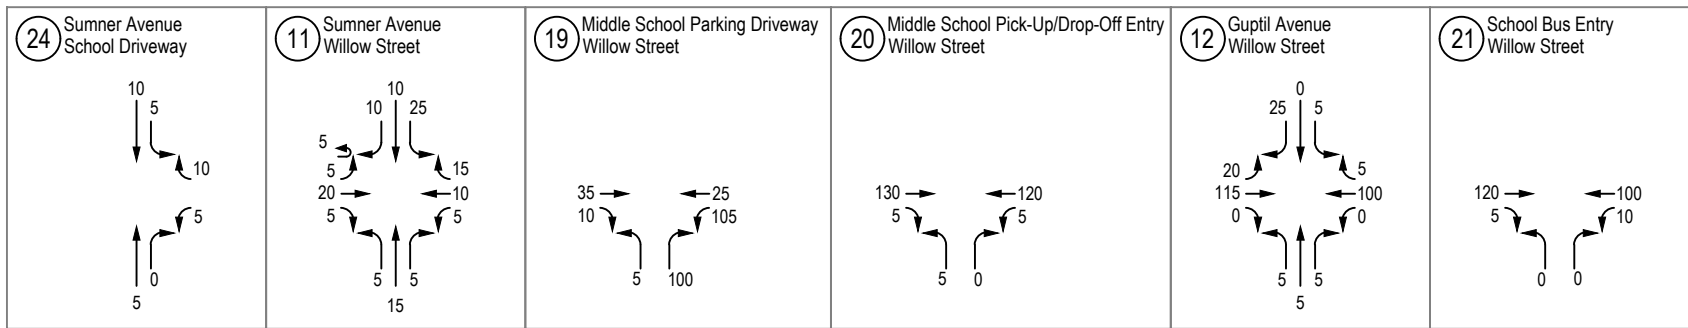 24 Sumner Avenue
School Driveway
10
5
10
5
0
5
11 Sumner Avenue
Willow Street
10
10 25
5
5 15
20 10
5 5
5 5
15
19 Middle School Parking Driveway
Willow Street
35 25
10 105
5 100
20 Middle School Pick-Up/Drop-Off Entry
Willow Street
130 120
5 5
5 0
12 Guptil Avenue
Willow Street
0
25 5
20 5
115 100
0 0
5 5
5
21 School Bus Entry
Willow Street
120 100
5 10
0 0